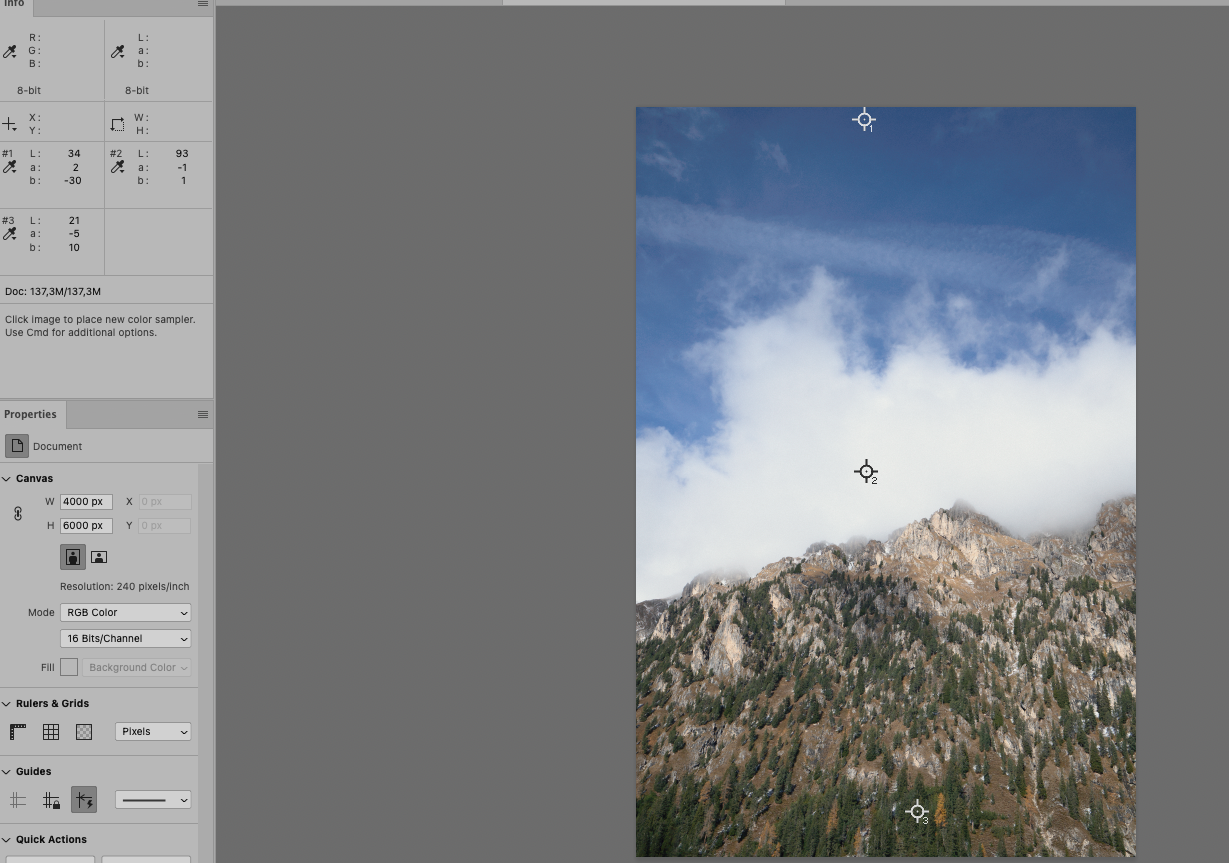 Info
R:
G:
B:
8-bit
L:
a:
b:
8-bit
X:
Y:
W:
H:
#1 L: 34
a: 2
b: -30
#2 L: 93
a: -1
b: 1
#3 L: 21
a: -5
b: 10
Doc: 137,3M/137,3M
Click image to place new color sampler.
Use Cmd for additional options.
Properties
Document
Canvas
W 4000 px X 0 px
H 6000 px Y 0 px
Resolution: 240 pixels/inch
Mode RGB Color
16 Bits/Channel
Fill Background Color
Rulers & Grids
Pixels
Guides
Quick Actions
1
2
3